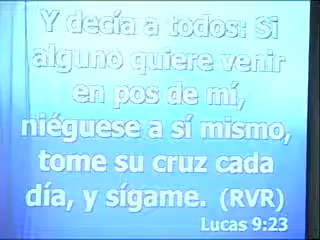 Y decía a todos: Si
alguno quiere venir
en pos de mí,
niéguese a sí mismo,
tome su cruz cada
día, y sígame. (RVR)
Lucas 9:23